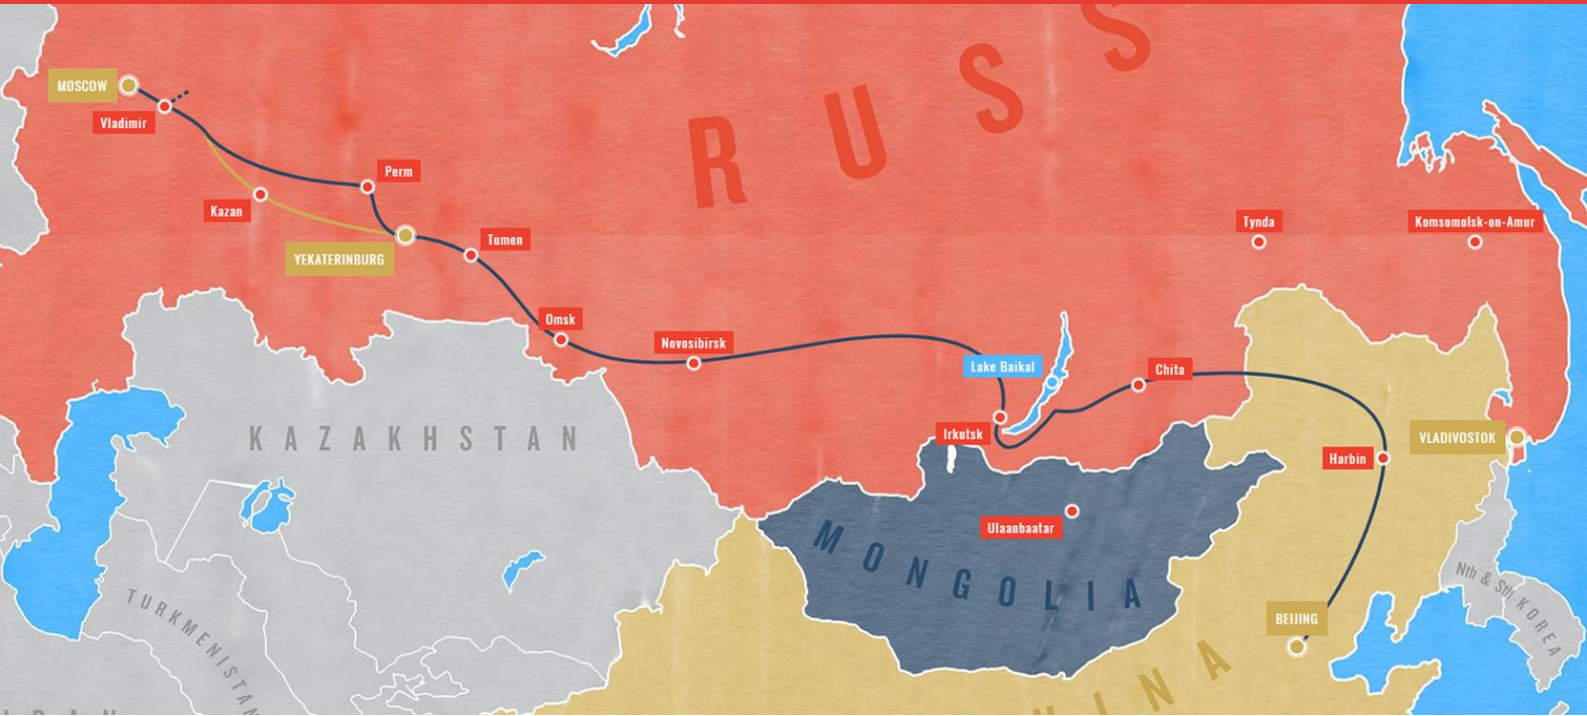 RUSS
MOSCOW
Vladimir
Perm
Kazan
YEKATERINBURG
Tumen
Omsk
Novosibirsk
Lake Baikal
Irkutsk
Chita
Tynda
Komsomolsk-on-Amur
VLADIVOSTOK
Harbin
KAZAKHSTAN
Ulaanbaatar
MONGOLIA
TURKMENISTAN
Nth & Sth KOREA
BEIJING
INA